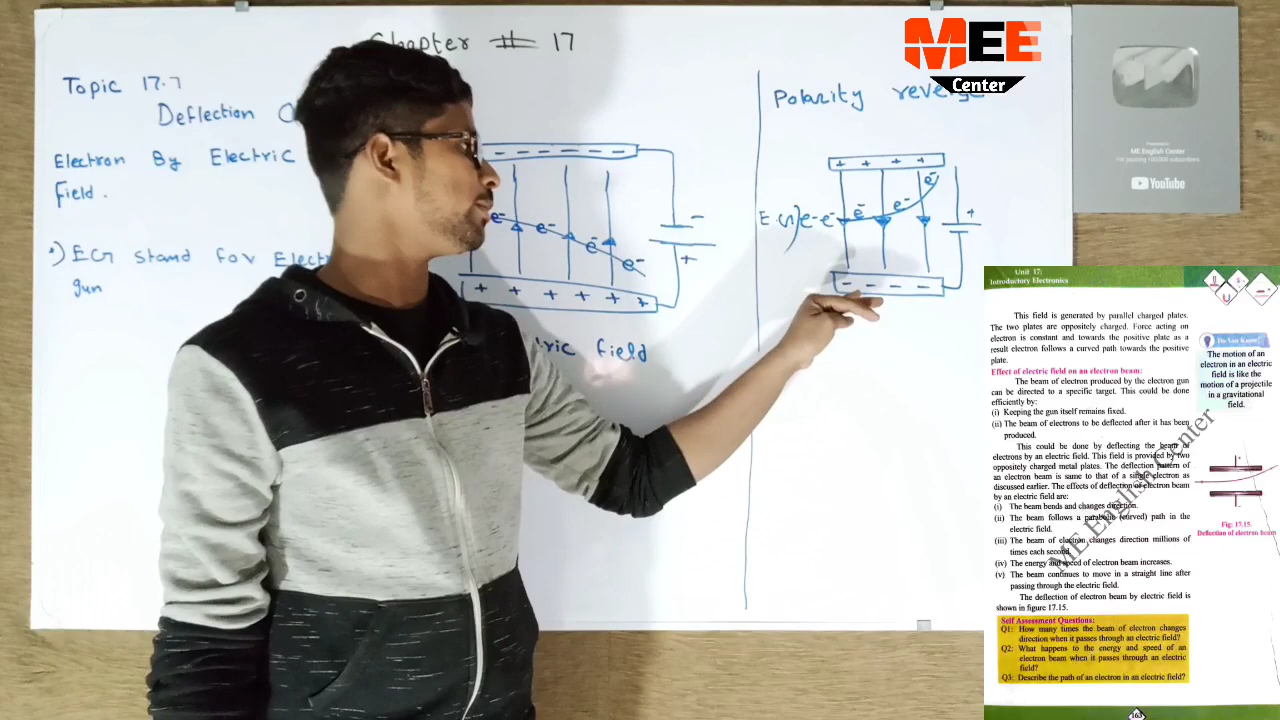 Chapter # 17
Topic 17.7
Deflection
Electron By Electric
Field.
EG stand for
gun
- - - - - - -
e- e- e- e-
-
+
+ + + + + +
field
Polarity
+ + + +
e- e- e- e- e-
+
- - - -
MEE
Center
Presented to
ME English Center
For passing 100,000 subscribers
YouTube
Unit 17:
Introductory Electronics
This field is generated by parallel charged plates.
The two plates are oppositely charged. Force acting on
electron is constant and towards the positive plate as a
result electron follows a curved path towards the positive
plate.
Effect of electric field on an electron beam:
The beam of electron produced by the electron gun
can be directed to a specific target. This could be done
efficiently by:
(i) Keeping the gun itself remains fixed.
(ii) The beam of electrons to be deflected after it has been
produced.
This could be done by deflecting the beam of
electrons by an electric field. This field is provided by two
oppositely charged metal plates. The deflection pattern of
an electron beam is same to that of a single electron as
discussed earlier. The effects of deflection of electron beam
by an electric field are:
(i) The beam bends and changes direction.
(ii) The beam follows a parabolic (curved) path in the
electric field.
(iii) The beam of electron changes direction millions of
times each second.
(iv) The energy and speed of electron beam increases.
(v) The beam continues to move in a straight line after
passing through the electric field.
The deflection of electron beam by electric field is
shown in figure 17.15.
Self Assessment Questions:
Q1: How many times the beam of electron changes
direction when it passes through an electric field?
Q2: What happens to the energy and speed of an
electron beam when it passes through an electric
field?
Q3: Describe the path of an electron in an electric field?
Do You Know?
The motion of an
electron in an electric
field is like the
motion of a projectile
in a gravitational
field.
Fig: 17.15.
Deflection of electron beam
ME English Center
163